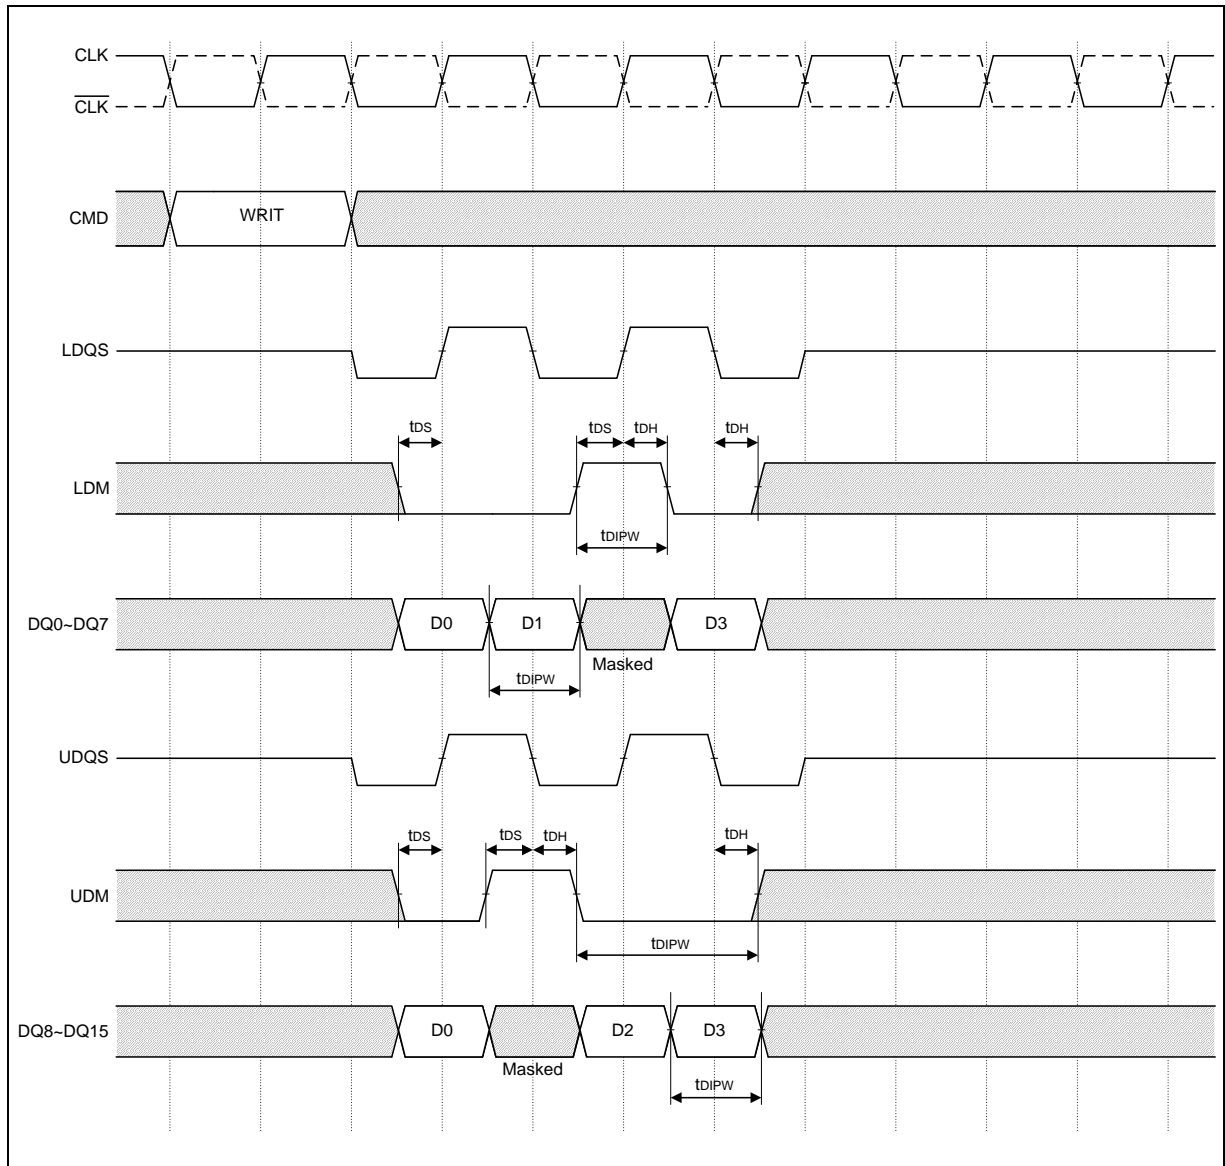 CLK
CLK
CMD
WRIT
LDQS
tDS
tDS
tDH
tDH
LDM
tDIPW
DQ0~DQ7
D0
D1
D3
Masked
tDIPW
UDQS
tDS
tDS
tDH
tDH
UDM
tDIPW
DQ8~DQ15
D0
D2
D3
Masked
tDIPW